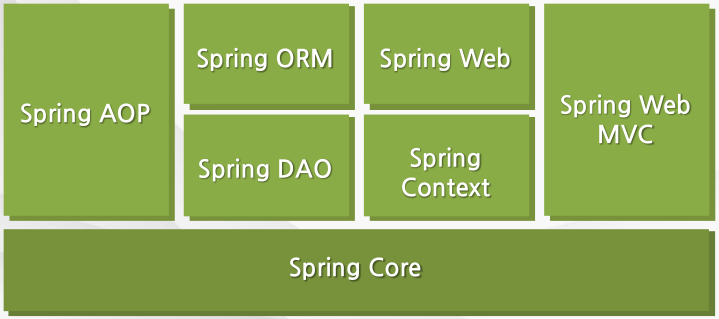 Spring AOP
Spring ORM
Spring Web
Spring Web
MVC
Spring DAO
Spring
Context
Spring Core